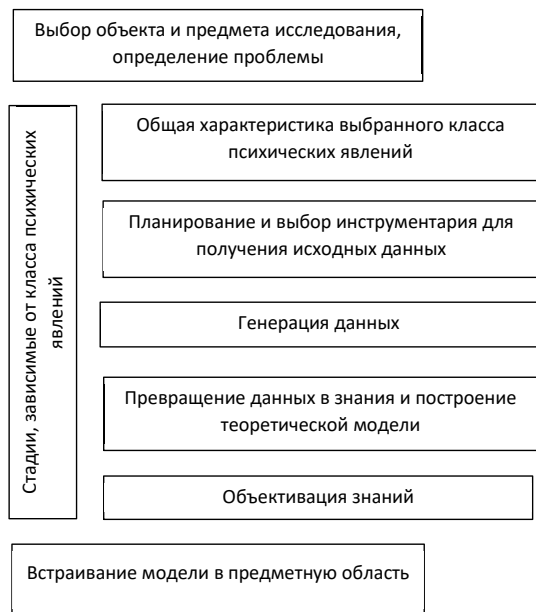 Выбор объекта и предмета исследования,
определение проблемы
Стадии, зависимые от класса психических
явлений
Общая характеристика выбранного класса
психических явлений
Планирование и выбор инструментария для
получения исходных данных
Генерация данных
Превращение данных в знания и построение
теоретической модели
Объективация знаний
Встраивание модели в предметную область